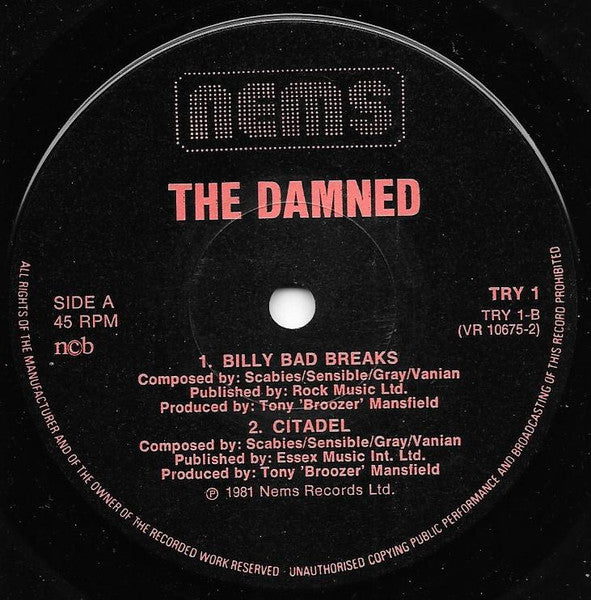 nems
THE DAMNED
SIDE A
45 RPM
ncb
TRY 1
TRY 1-B
(VR 10675-2)
1. BILLY BAD BREAKS
Composed by: Scabies/Sensible/Gray/Vanian
Published by: Rock Music Ltd.
Produced by: Tony 'Broozer' Mansfield
2. CITADEL
Composed by: Scabies/Sensible/Gray/Vanian
Published by: Essex Music Int. Ltd.
Produced by: Tony 'Broozer' Mansfield
℗ 1981 Nems Records Ltd.
ALL RIGHTS OF THE MANUFACTURER AND OF THE OWNER OF THE RECORDED WORK RESERVED · UNAUTHORISED COPYING PUBLIC PERFORMANCE AND BROADCASTING OF THIS RECORD PROHIBITED